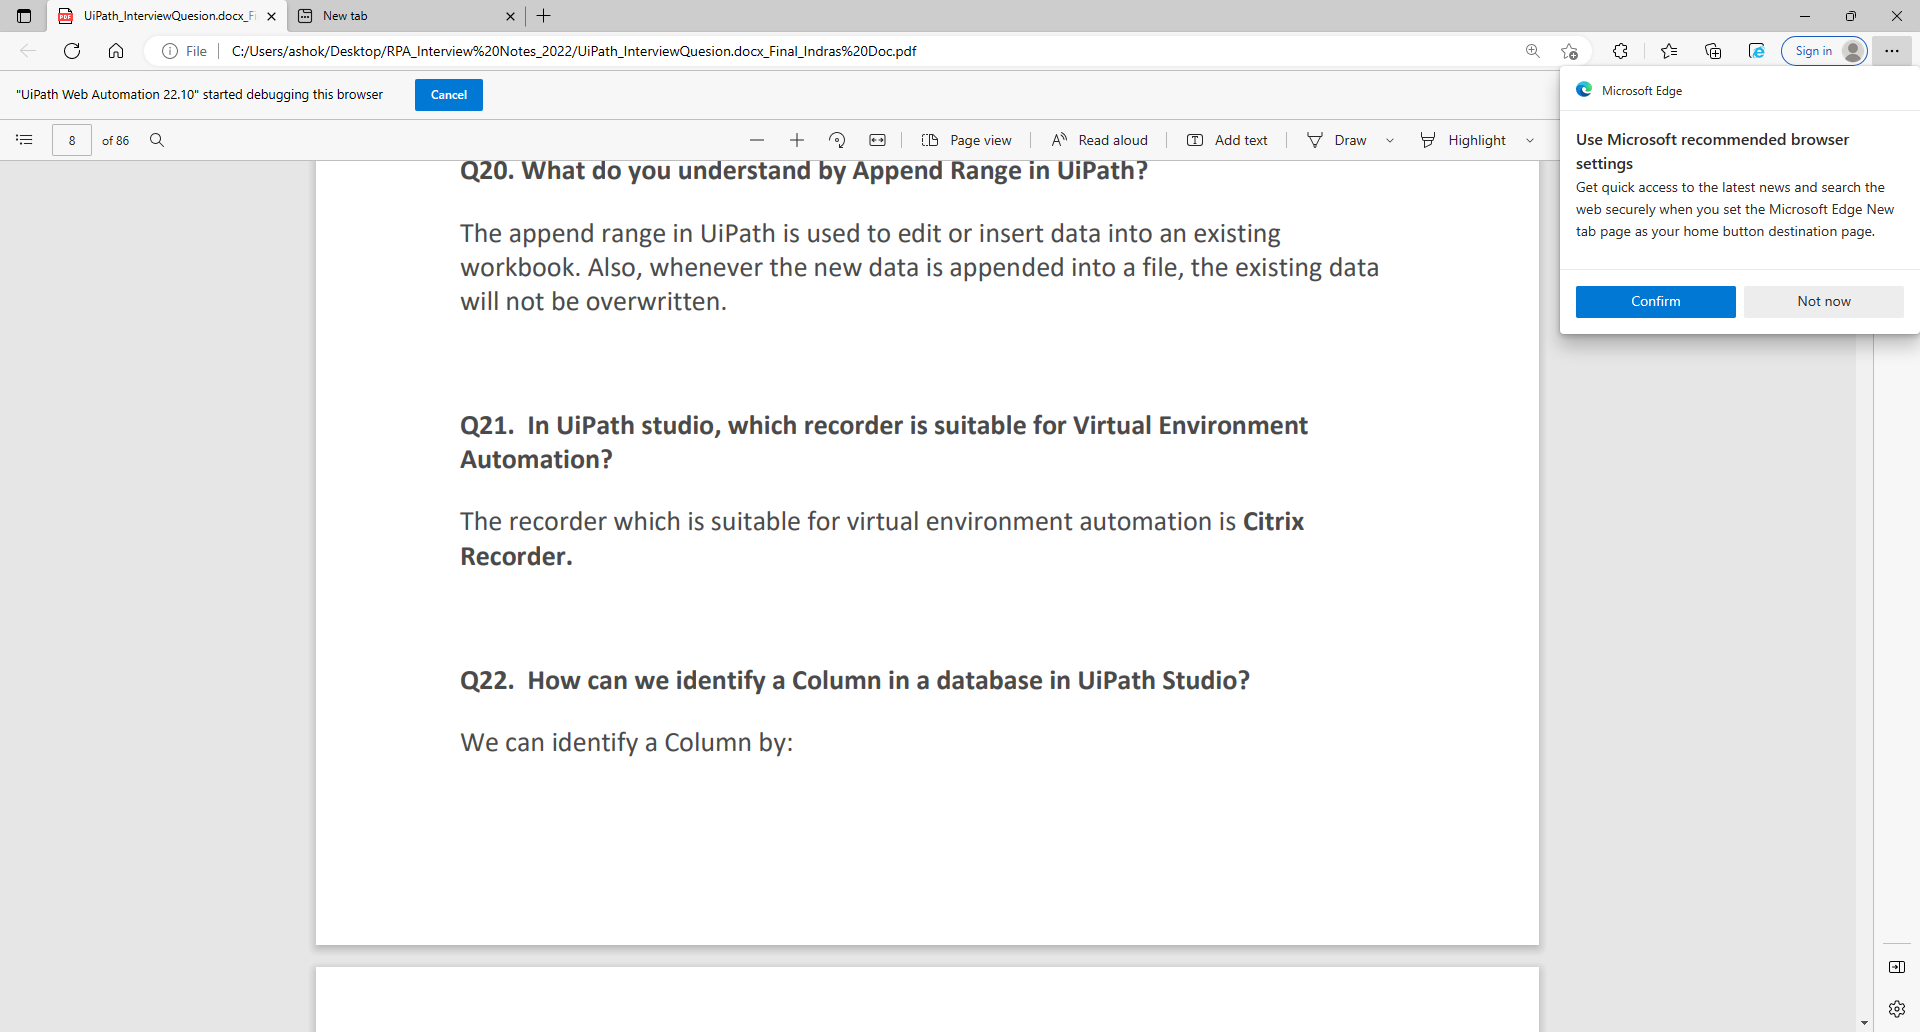 UiPath_InterviewQuesion.docx_Fi
New tab
File
C:/Users/ashok/Desktop/RPA_Interview%20Notes_2022/UiPath_InterviewQuesion.docx_Final_Indras%20Doc.pdf
Sign in
"UiPath Web Automation 22.10" started debugging this browser
Cancel
8 of 86
Page view
Read aloud
Add text
Draw
Highlight
Microsoft Edge
Use Microsoft recommended browser
settings
Get quick access to the latest news and search the
web securely when you set the Microsoft Edge New
tab page as your home button destination page.
Confirm
Not now
Q20. What do you understand by Append Range in UiPath?
The append range in UiPath is used to edit or insert data into an existing
workbook. Also, whenever the new data is appended into a file, the existing data
will not be overwritten.
Q21.  In UiPath studio, which recorder is suitable for Virtual Environment
Automation?
The recorder which is suitable for virtual environment automation is Citrix
Recorder.
Q22.  How can we identify a Column in a database in UiPath Studio?
We can identify a Column by: